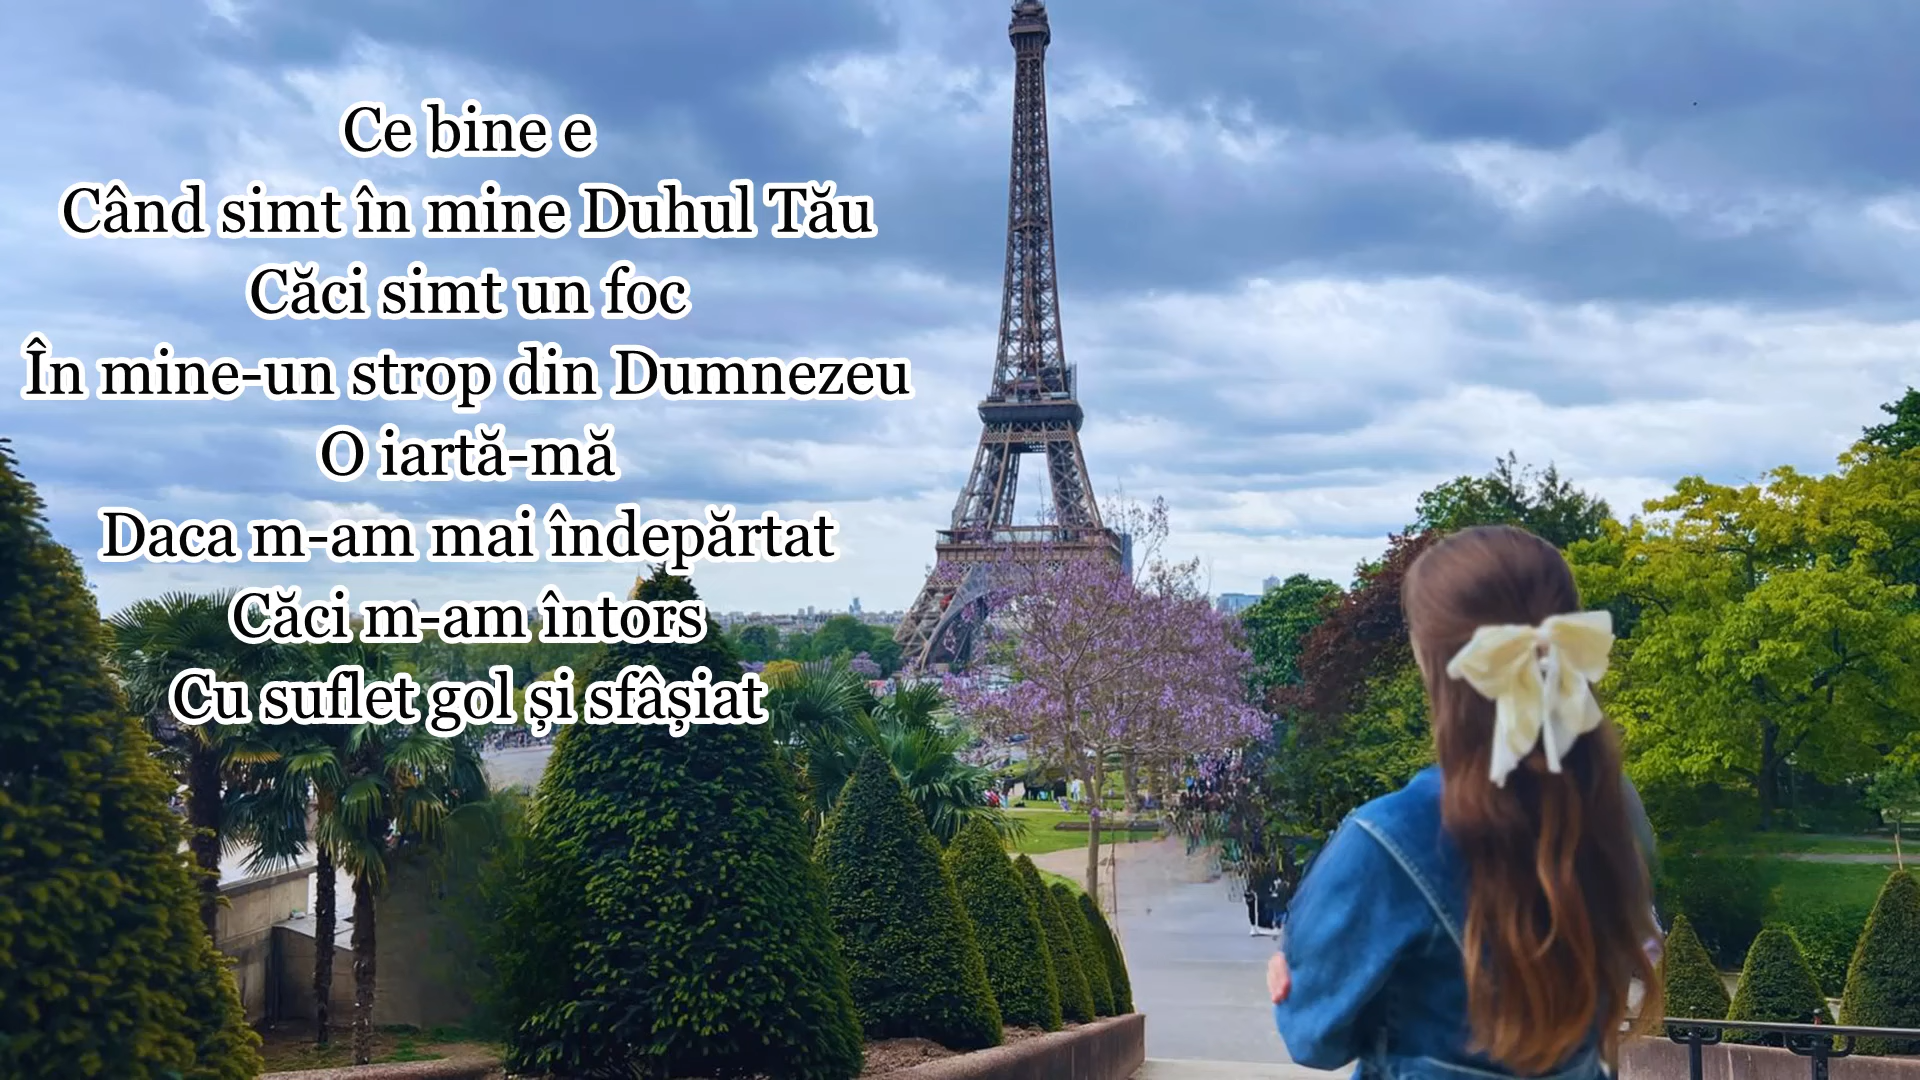 Ce bine e
Când simt în mine Duhul Tău
Căci simt un foc
În mine-un strop din Dumnezeu
O iartă-mă
Daca m-am mai îndepărtat
Căci m-am întors
Cu suflet gol și sfâșiat